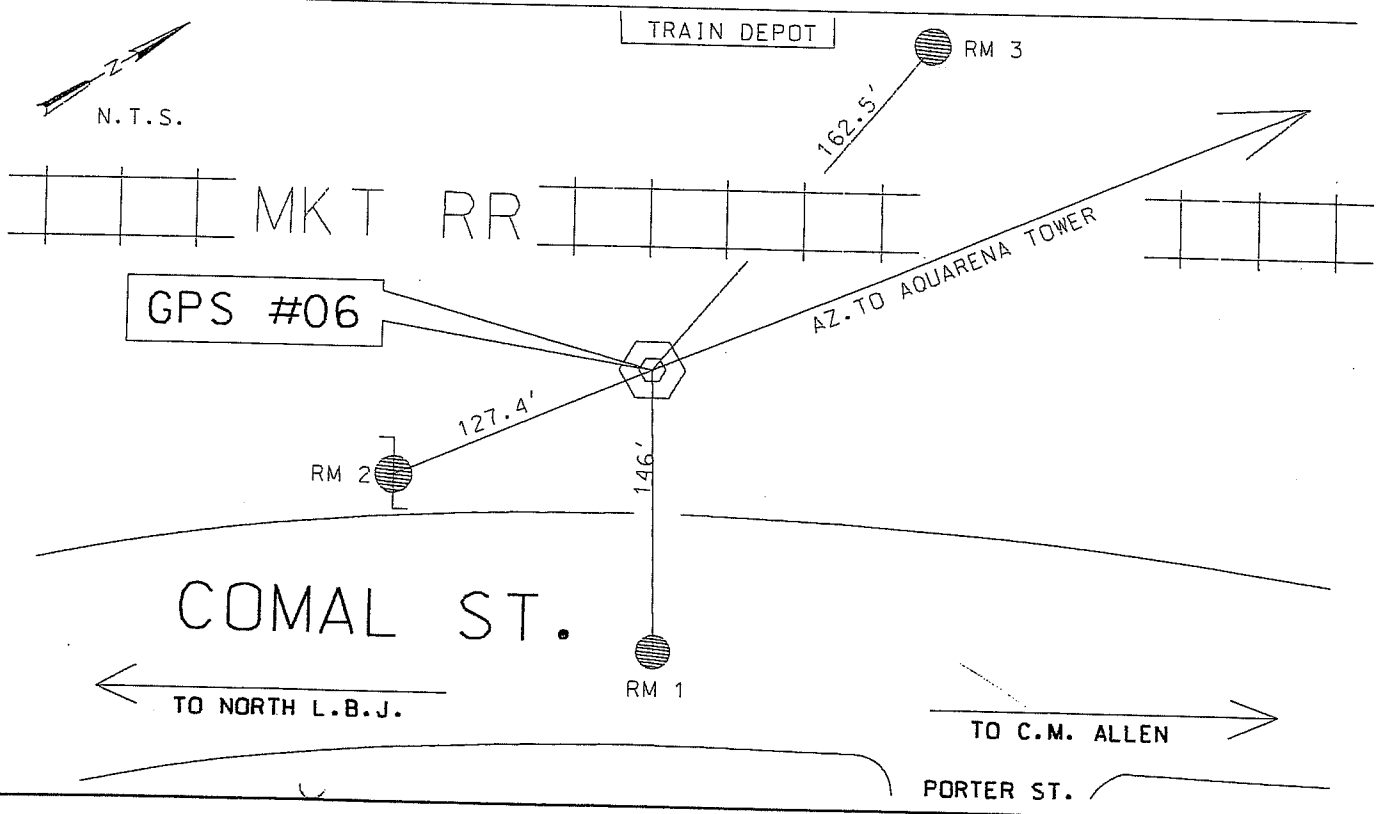 TRAIN DEPOT
RM 3
Z
N.T.S.
162.5'
MKT RR
AZ. TO AQUARENA TOWER
GPS #06
127.4'
146'
RM 2
COMAL ST.
RM 1
TO NORTH L.B.J.
TO C.M. ALLEN
PORTER ST.